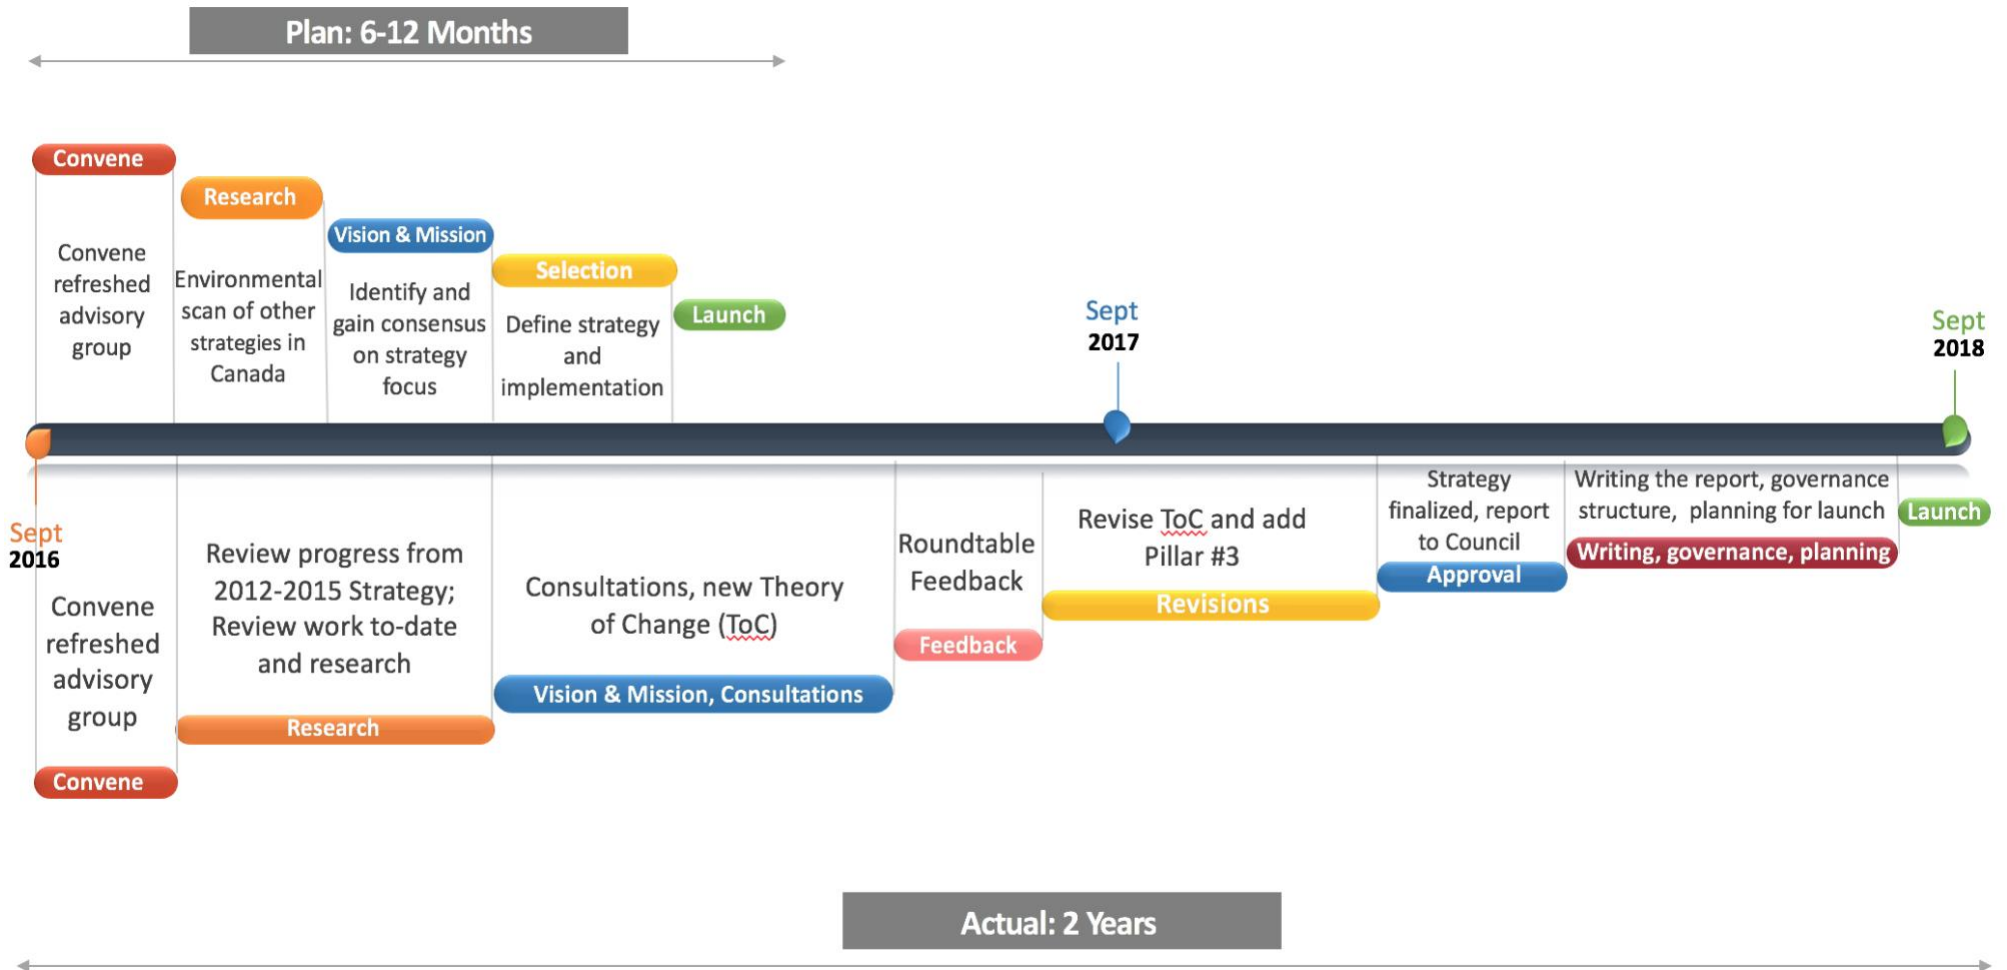 Plan: 6-12 Months
Convene
Convene
refreshed
advisory
group
Research
Environmental
scan of other
strategies in
Canada
Vision & Mission
Identify and
gain consensus
on strategy
focus
Selection
Define strategy
and
implementation
Launch
Sept
2017
Sept
2018
Sept
2016
Convene
refreshed
advisory
group
Convene
Review progress from
2012-2015 Strategy;
Review work to-date
and research
Research
Consultations, new Theory
of Change (ToC)
Vision & Mission, Consultations
Roundtable
Feedback
Feedback
Revise ToC and add
Pillar #3
Revisions
Strategy
finalized, report
to Council
Approval
Writing the report, governance
structure, planning for launch
Writing, governance, planning
Launch
Actual: 2 Years